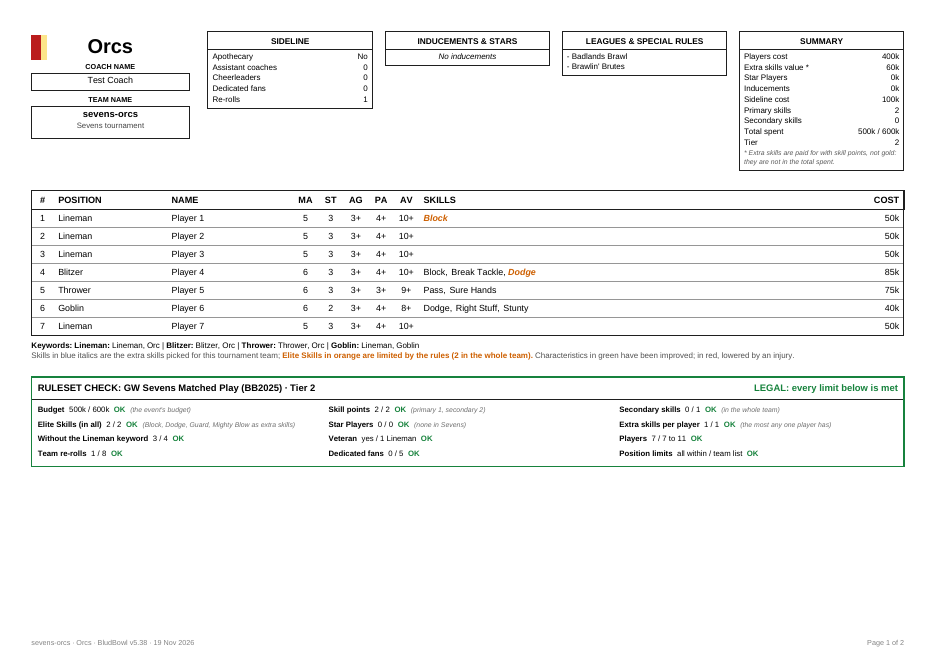 Orcs
COACH NAME
Test Coach
TEAM NAME
sevens-orcs
Sevens tournament
SIDELINE
Apothecary No
Assistant coaches 0
Cheerleaders 0
Dedicated fans 0
Re-rolls 1
INDUCEMENTS & STARS
No inducements
LEAGUES & SPECIAL RULES
- Badlands Brawl
- Brawlin' Brutes
SUMMARY
Players cost 400k
Extra skills value * 60k
Star Players 0k
Inducements 0k
Sideline cost 100k
Primary skills 2
Secondary skills 0
Total spent 500k / 600k
Tier 2
* Extra skills are paid for with skill points, not gold:
they are not in the total spent.
# POSITION NAME MA ST AG PA AV SKILLS COST
1 Lineman Player 1 5 3 3+ 4+ 10+ Block 50k
2 Lineman Player 2 5 3 3+ 4+ 10+ 50k
3 Lineman Player 3 5 3 3+ 4+ 10+ 50k
4 Blitzer Player 4 6 3 3+ 4+ 10+ Block, Break Tackle, Dodge 85k
5 Thrower Player 5 6 3 3+ 3+ 9+ Pass, Sure Hands 75k
6 Goblin Player 6 6 2 3+ 4+ 8+ Dodge, Right Stuff, Stunty 40k
7 Lineman Player 7 5 3 3+ 4+ 10+ 50k
Keywords: Lineman: Lineman, Orc | Blitzer: Blitzer, Orc | Thrower: Thrower, Orc | Goblin: Lineman, Goblin
Skills in blue italics are the extra skills picked for this tournament team; Elite Skills in orange are limited by the rules (2 in the whole team). Characteristics in green have been improved; in red, lowered by an injury.
RULESET CHECK: GW Sevens Matched Play (BB2025) · Tier 2 LEGAL: every limit below is met
Budget 500k / 600k OK (the event's budget) Skill points 2 / 2 OK (primary 1, secondary 2) Secondary skills 0 / 1 OK (in the whole team)
Elite Skills (in all) 2 / 2 OK (Block, Dodge, Guard, Mighty Blow as extra skills) Star Players 0 / 0 OK (none in Sevens) Extra skills per player 1 / 1 OK (the most any one player has)
Without the Lineman keyword 3 / 4 OK Veteran yes / 1 Lineman OK Players 7 / 7 to 11 OK
Team re-rolls 1 / 8 OK Dedicated fans 0 / 5 OK Position limits all within / team list OK
sevens-orcs · Orcs · BludBowl v5.38 · 19 Nov 2026 Page 1 of 2